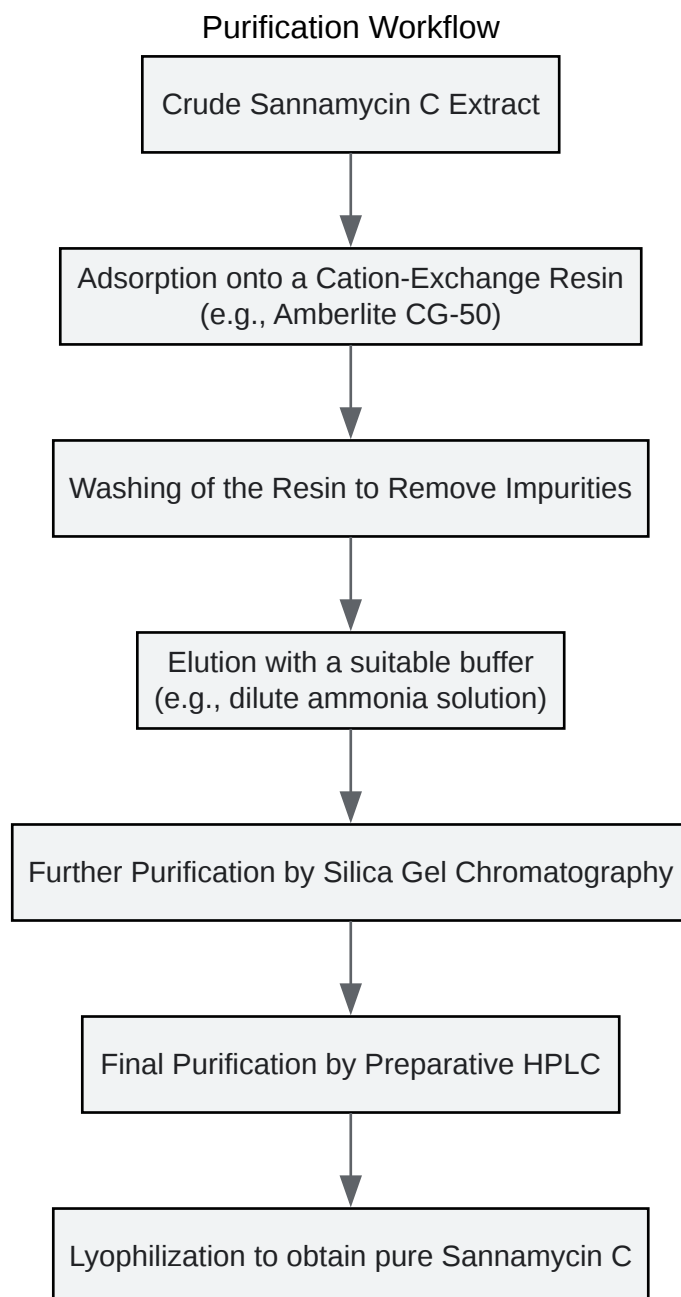 Purification Workflow
Crude Sannamycin C Extract
Adsorption onto a Cation-Exchange Resin
(e.g., Amberlite CG-50)
Washing of the Resin to Remove Impurities
Elution with a suitable buffer
(e.g., dilute ammonia solution)
Further Purification by Silica Gel Chromatography
Final Purification by Preparative HPLC
Lyophilization to obtain pure Sannamycin C